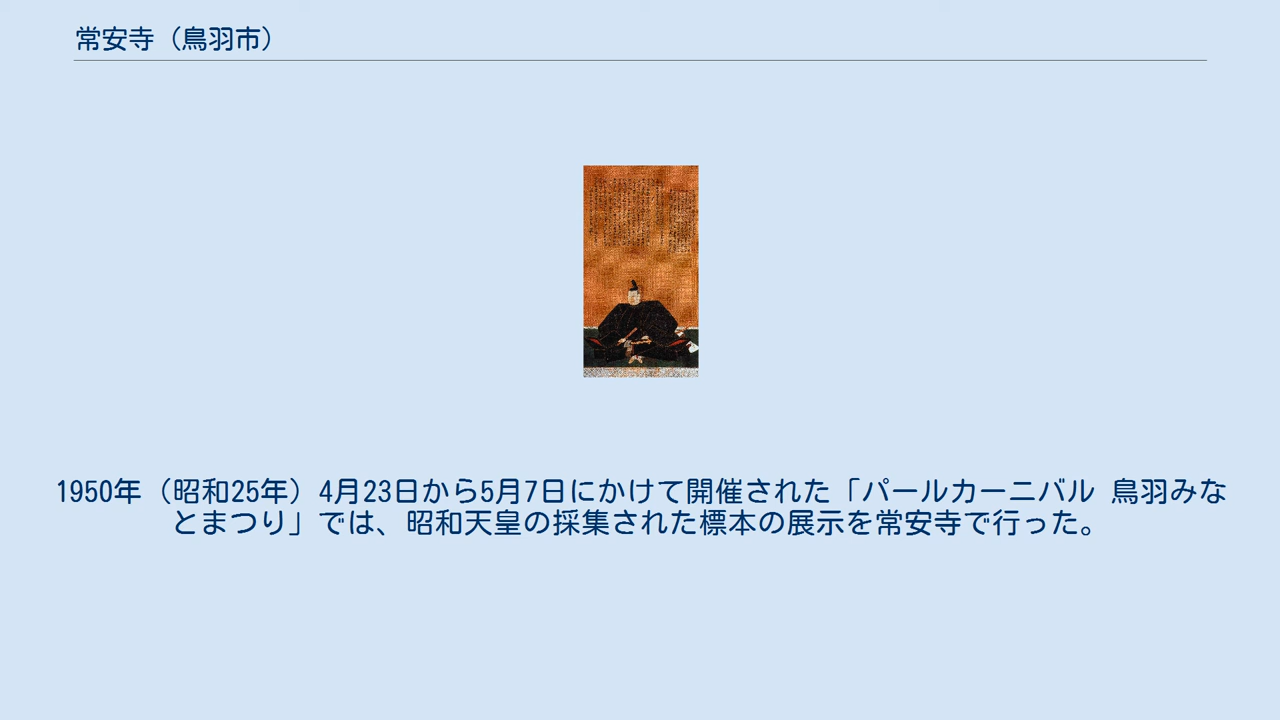 常安寺（鳥羽市）
1950年（昭和25年）4月23日から5月7日にかけて開催された「パールカーニバル 鳥羽みな
とまつり」では、昭和天皇の採集された標本の展示を常安寺で行った。